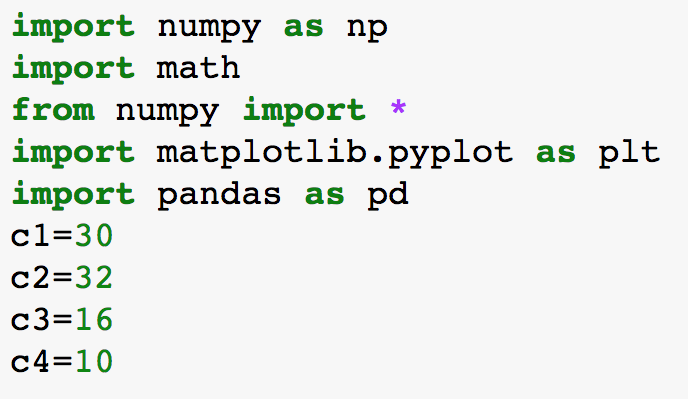 import numpy as np
import math
from numpy import *
import matplotlib.pyplot as plt
import pandas as pd
c1=30
c2=32
c3=16
c4=10